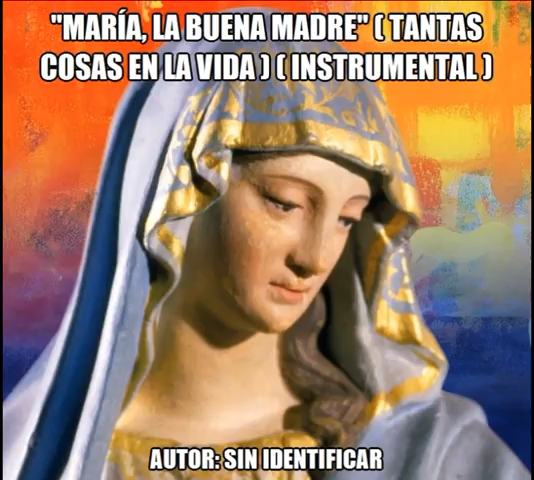 "MARÍA, LA BUENA MADRE" ( TANTAS
COSAS EN LA VIDA ) ( INSTRUMENTAL )
AUTOR: SIN IDENTIFICAR